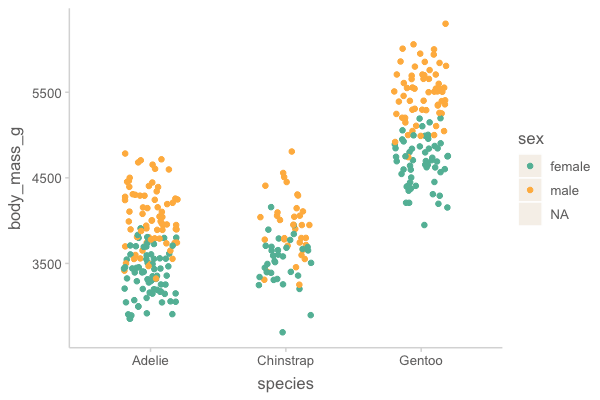 body_mass_g
5500
4500
3500
Adelie
Chinstrap
Gentoo
species
sex
female
male
NA